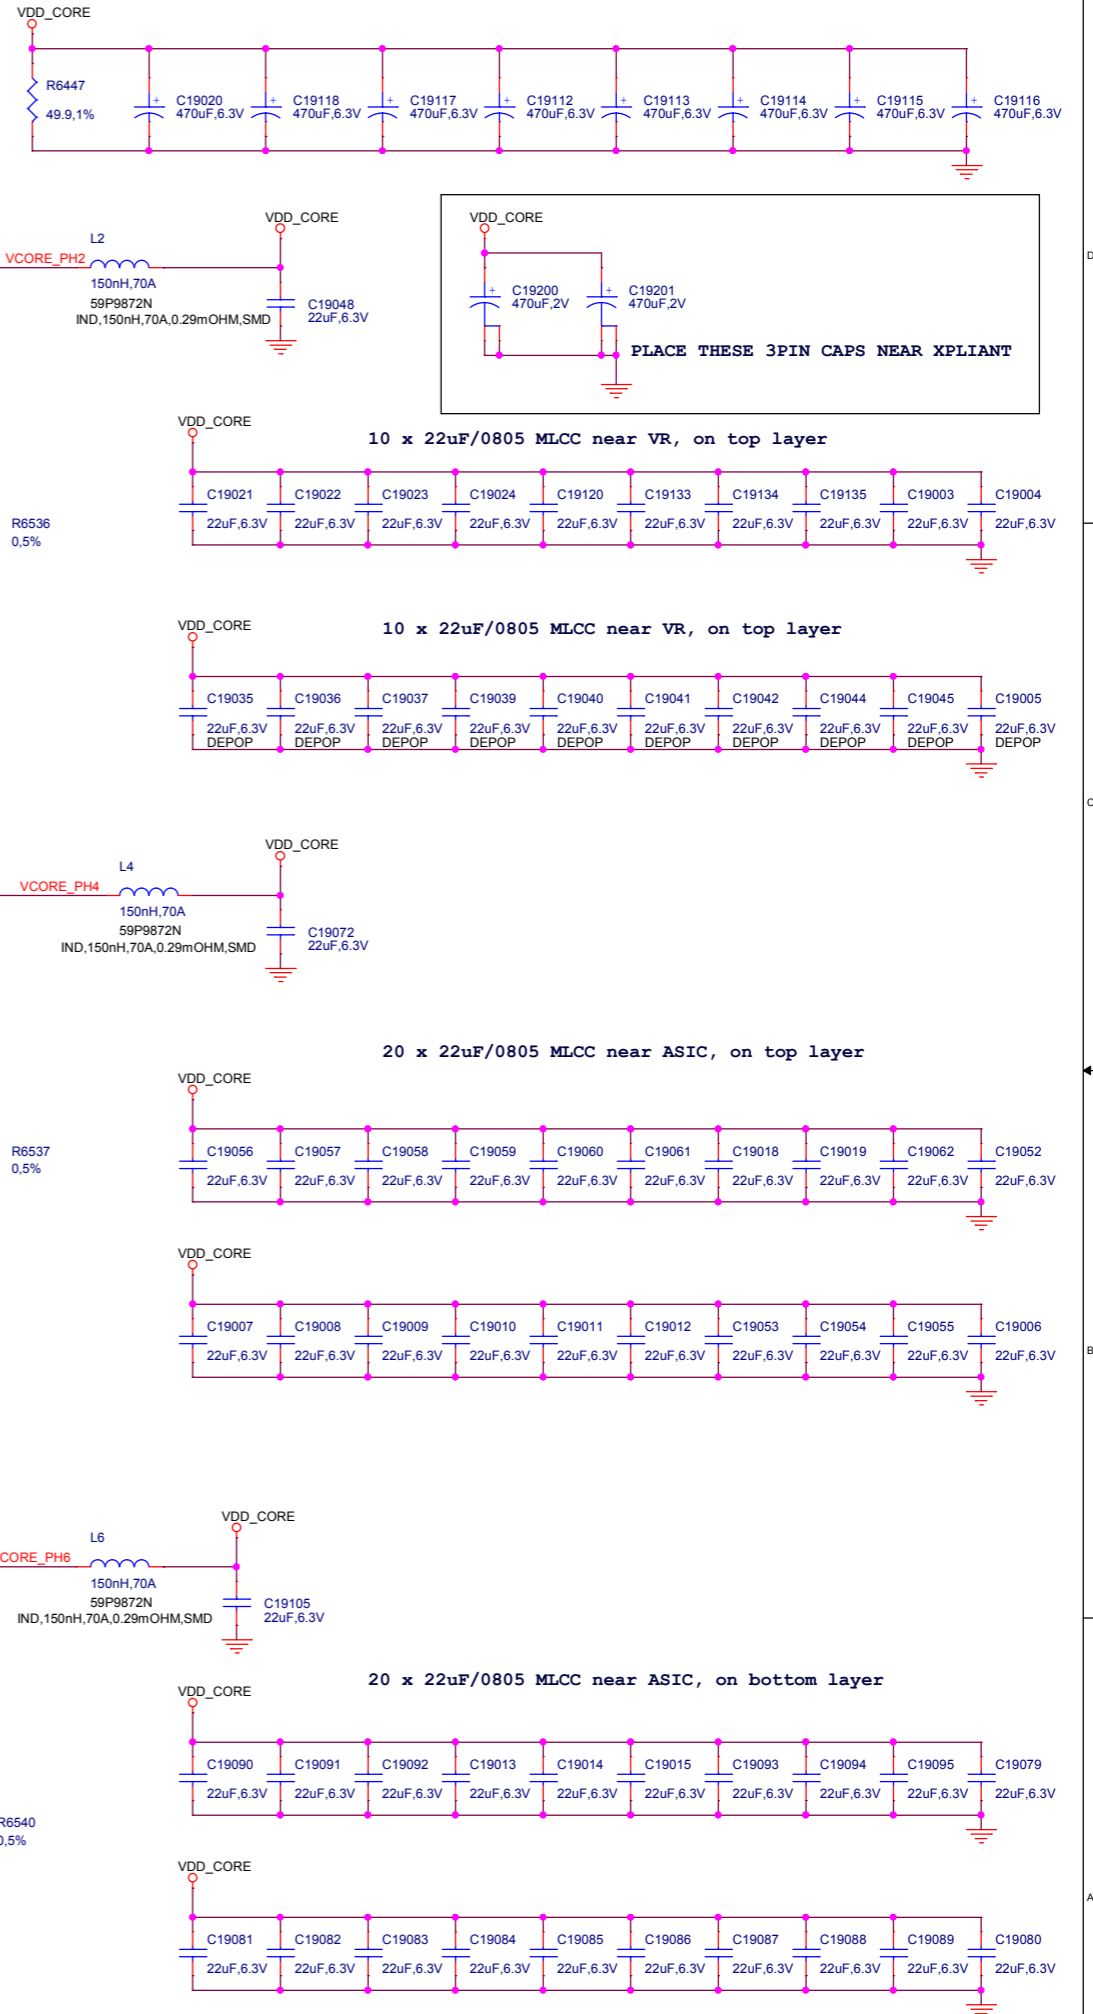 VDD_CORE
R6447
49.9,1%
C19020
470uF,6.3V
C19118
470uF,6.3V
C19117
470uF,6.3V
C19112
470uF,6.3V
C19113
470uF,6.3V
C19114
470uF,6.3V
C19115
470uF,6.3V
C19116
470uF,6.3V
L2
VCORE_PH2
150nH,70A
59P9872N
IND,150nH,70A,0.29mOHM,SMD
VDD_CORE
C19048
22uF,6.3V
VDD_CORE
C19200
470uF,2V
C19201
470uF,2V
PLACE THESE 3PIN CAPS NEAR XPLIANT
D
VDD_CORE
10 x 22uF/0805 MLCC near VR, on top layer
R6536
0,5%
C19021
22uF,6.3V
C19022
22uF,6.3V
C19023
22uF,6.3V
C19024
22uF,6.3V
C19120
22uF,6.3V
C19133
22uF,6.3V
C19134
22uF,6.3V
C19135
22uF,6.3V
C19003
22uF,6.3V
C19004
22uF,6.3V
VDD_CORE
10 x 22uF/0805 MLCC near VR, on top layer
C19035
22uF,6.3V
DEPOP
C19036
22uF,6.3V
DEPOP
C19037
22uF,6.3V
DEPOP
C19039
22uF,6.3V
DEPOP
C19040
22uF,6.3V
DEPOP
C19041
22uF,6.3V
DEPOP
C19042
22uF,6.3V
DEPOP
C19044
22uF,6.3V
DEPOP
C19045
22uF,6.3V
DEPOP
C19005
22uF,6.3V
DEPOP
C
L4
VCORE_PH4
150nH,70A
59P9872N
IND,150nH,70A,0.29mOHM,SMD
VDD_CORE
C19072
22uF,6.3V
20 x 22uF/0805 MLCC near ASIC, on top layer
VDD_CORE
R6537
0,5%
C19056
22uF,6.3V
C19057
22uF,6.3V
C19058
22uF,6.3V
C19059
22uF,6.3V
C19060
22uF,6.3V
C19061
22uF,6.3V
C19018
22uF,6.3V
C19019
22uF,6.3V
C19062
22uF,6.3V
C19052
22uF,6.3V
VDD_CORE
C19007
22uF,6.3V
C19008
22uF,6.3V
C19009
22uF,6.3V
C19010
22uF,6.3V
C19011
22uF,6.3V
C19012
22uF,6.3V
C19053
22uF,6.3V
C19054
22uF,6.3V
C19055
22uF,6.3V
C19006
22uF,6.3V
B
L6
CORE_PH6
150nH,70A
59P9872N
IND,150nH,70A,0.29mOHM,SMD
VDD_CORE
C19105
22uF,6.3V
20 x 22uF/0805 MLCC near ASIC, on bottom layer
VDD_CORE
R6540
0,5%
C19090
22uF,6.3V
C19091
22uF,6.3V
C19092
22uF,6.3V
C19013
22uF,6.3V
C19014
22uF,6.3V
C19015
22uF,6.3V
C19093
22uF,6.3V
C19094
22uF,6.3V
C19095
22uF,6.3V
C19079
22uF,6.3V
VDD_CORE
C19081
22uF,6.3V
C19082
22uF,6.3V
C19083
22uF,6.3V
C19084
22uF,6.3V
C19085
22uF,6.3V
C19086
22uF,6.3V
C19087
22uF,6.3V
C19088
22uF,6.3V
C19089
22uF,6.3V
C19080
22uF,6.3V
A